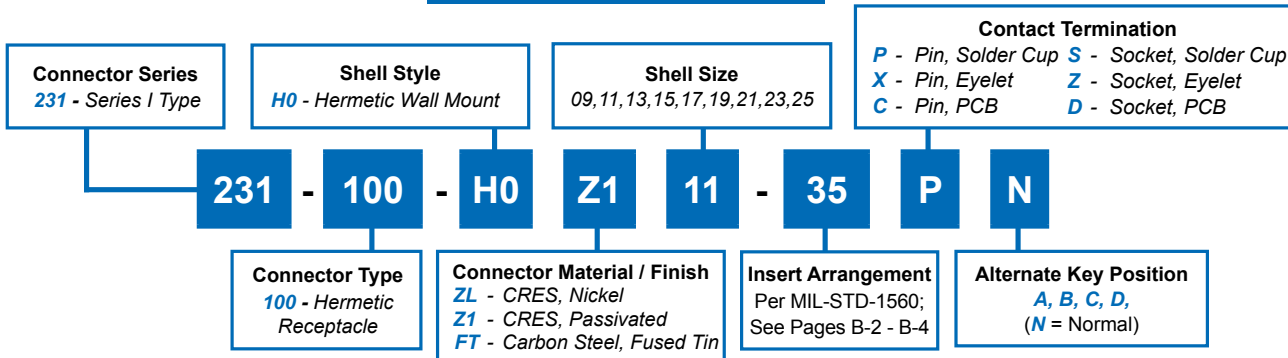 Connector Series
231 - Series I Type
Shell Style
H0 - Hermetic Wall Mount
Shell Size
09,11,13,15,17,19,21,23,25
Contact Termination
P - Pin, Solder Cup S - Socket, Solder Cup
X - Pin, Eyelet Z - Socket, Eyelet
C - Pin, PCB D - Socket, PCB
231 - 100 - H0 Z1 11 - 35 P N
Connector Type
100 - Hermetic
Receptacle
Connector Material / Finish
ZL - CRES, Nickel
Z1 - CRES, Passivated
FT - Carbon Steel, Fused Tin
Insert Arrangement
Per MIL-STD-1560;
See Pages B-2 - B-4
Alternate Key Position
A, B, C, D,
(N = Normal)